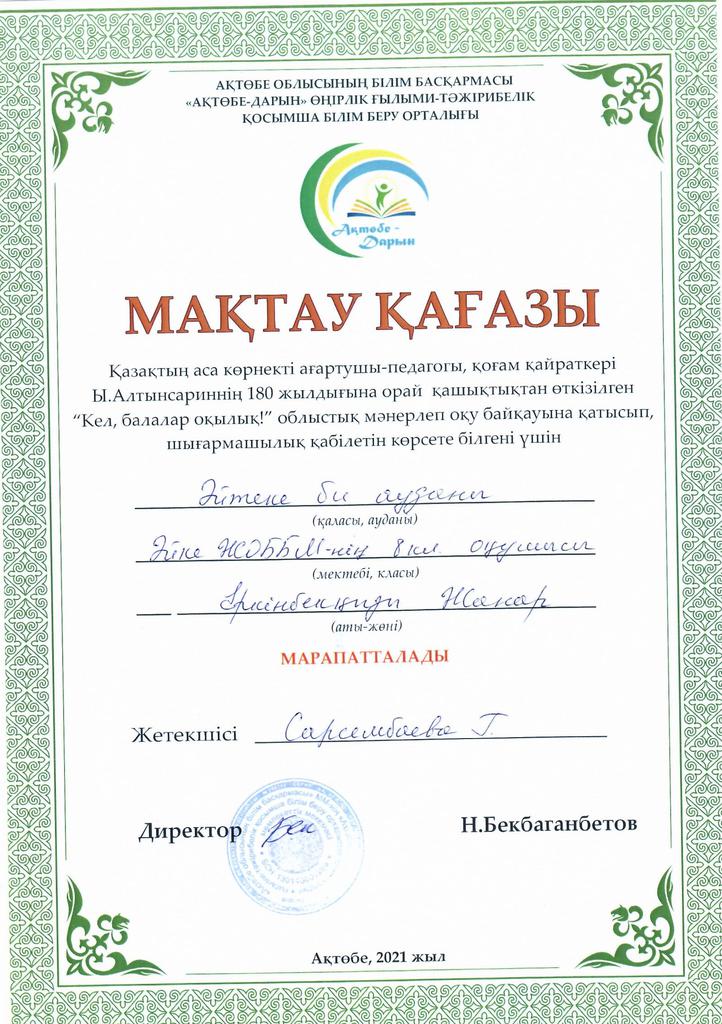 АҚТӨБЕ ОБЛЫСЫНЫҢ БІЛІМ БАСҚАРМАСЫ
«АҚТӨБЕ-ДАРЫН» ӨҢІРЛІК ҒЫЛЫМИ-ТӘЖІРИБЕЛІК
ҚОСЫМША БІЛІМ БЕРУ ОРТАЛЫҒЫ
Ақтөбе -
Дарын
МАҚТАУ ҚАҒАЗЫ
Қазақтың аса көрнекті ағартушы-педагогы, қоғам қайраткері
Ы.Алтынсариннің 180 жылдығына орай қашықтықтан өткізілген
“Кел, балалар оқылық!” облыстық мәнерлеп оқу байқауына қатысып,
шығармашылық қабілетін көрсете білгені үшін
Әйтеке би ауданы
(қаласы, ауданы)
Әйке ЖОББМ-нің 8 кл. оқушысы
(мектебі, класы)
Еркінбекқызы Жанар
(аты-жөні)
МАРАПАТТАЛАДЫ
Жетекшісі Сарсембаева Г.
Директор Н.Бекбаганбетов
Ақтөбе, 2021 жыл